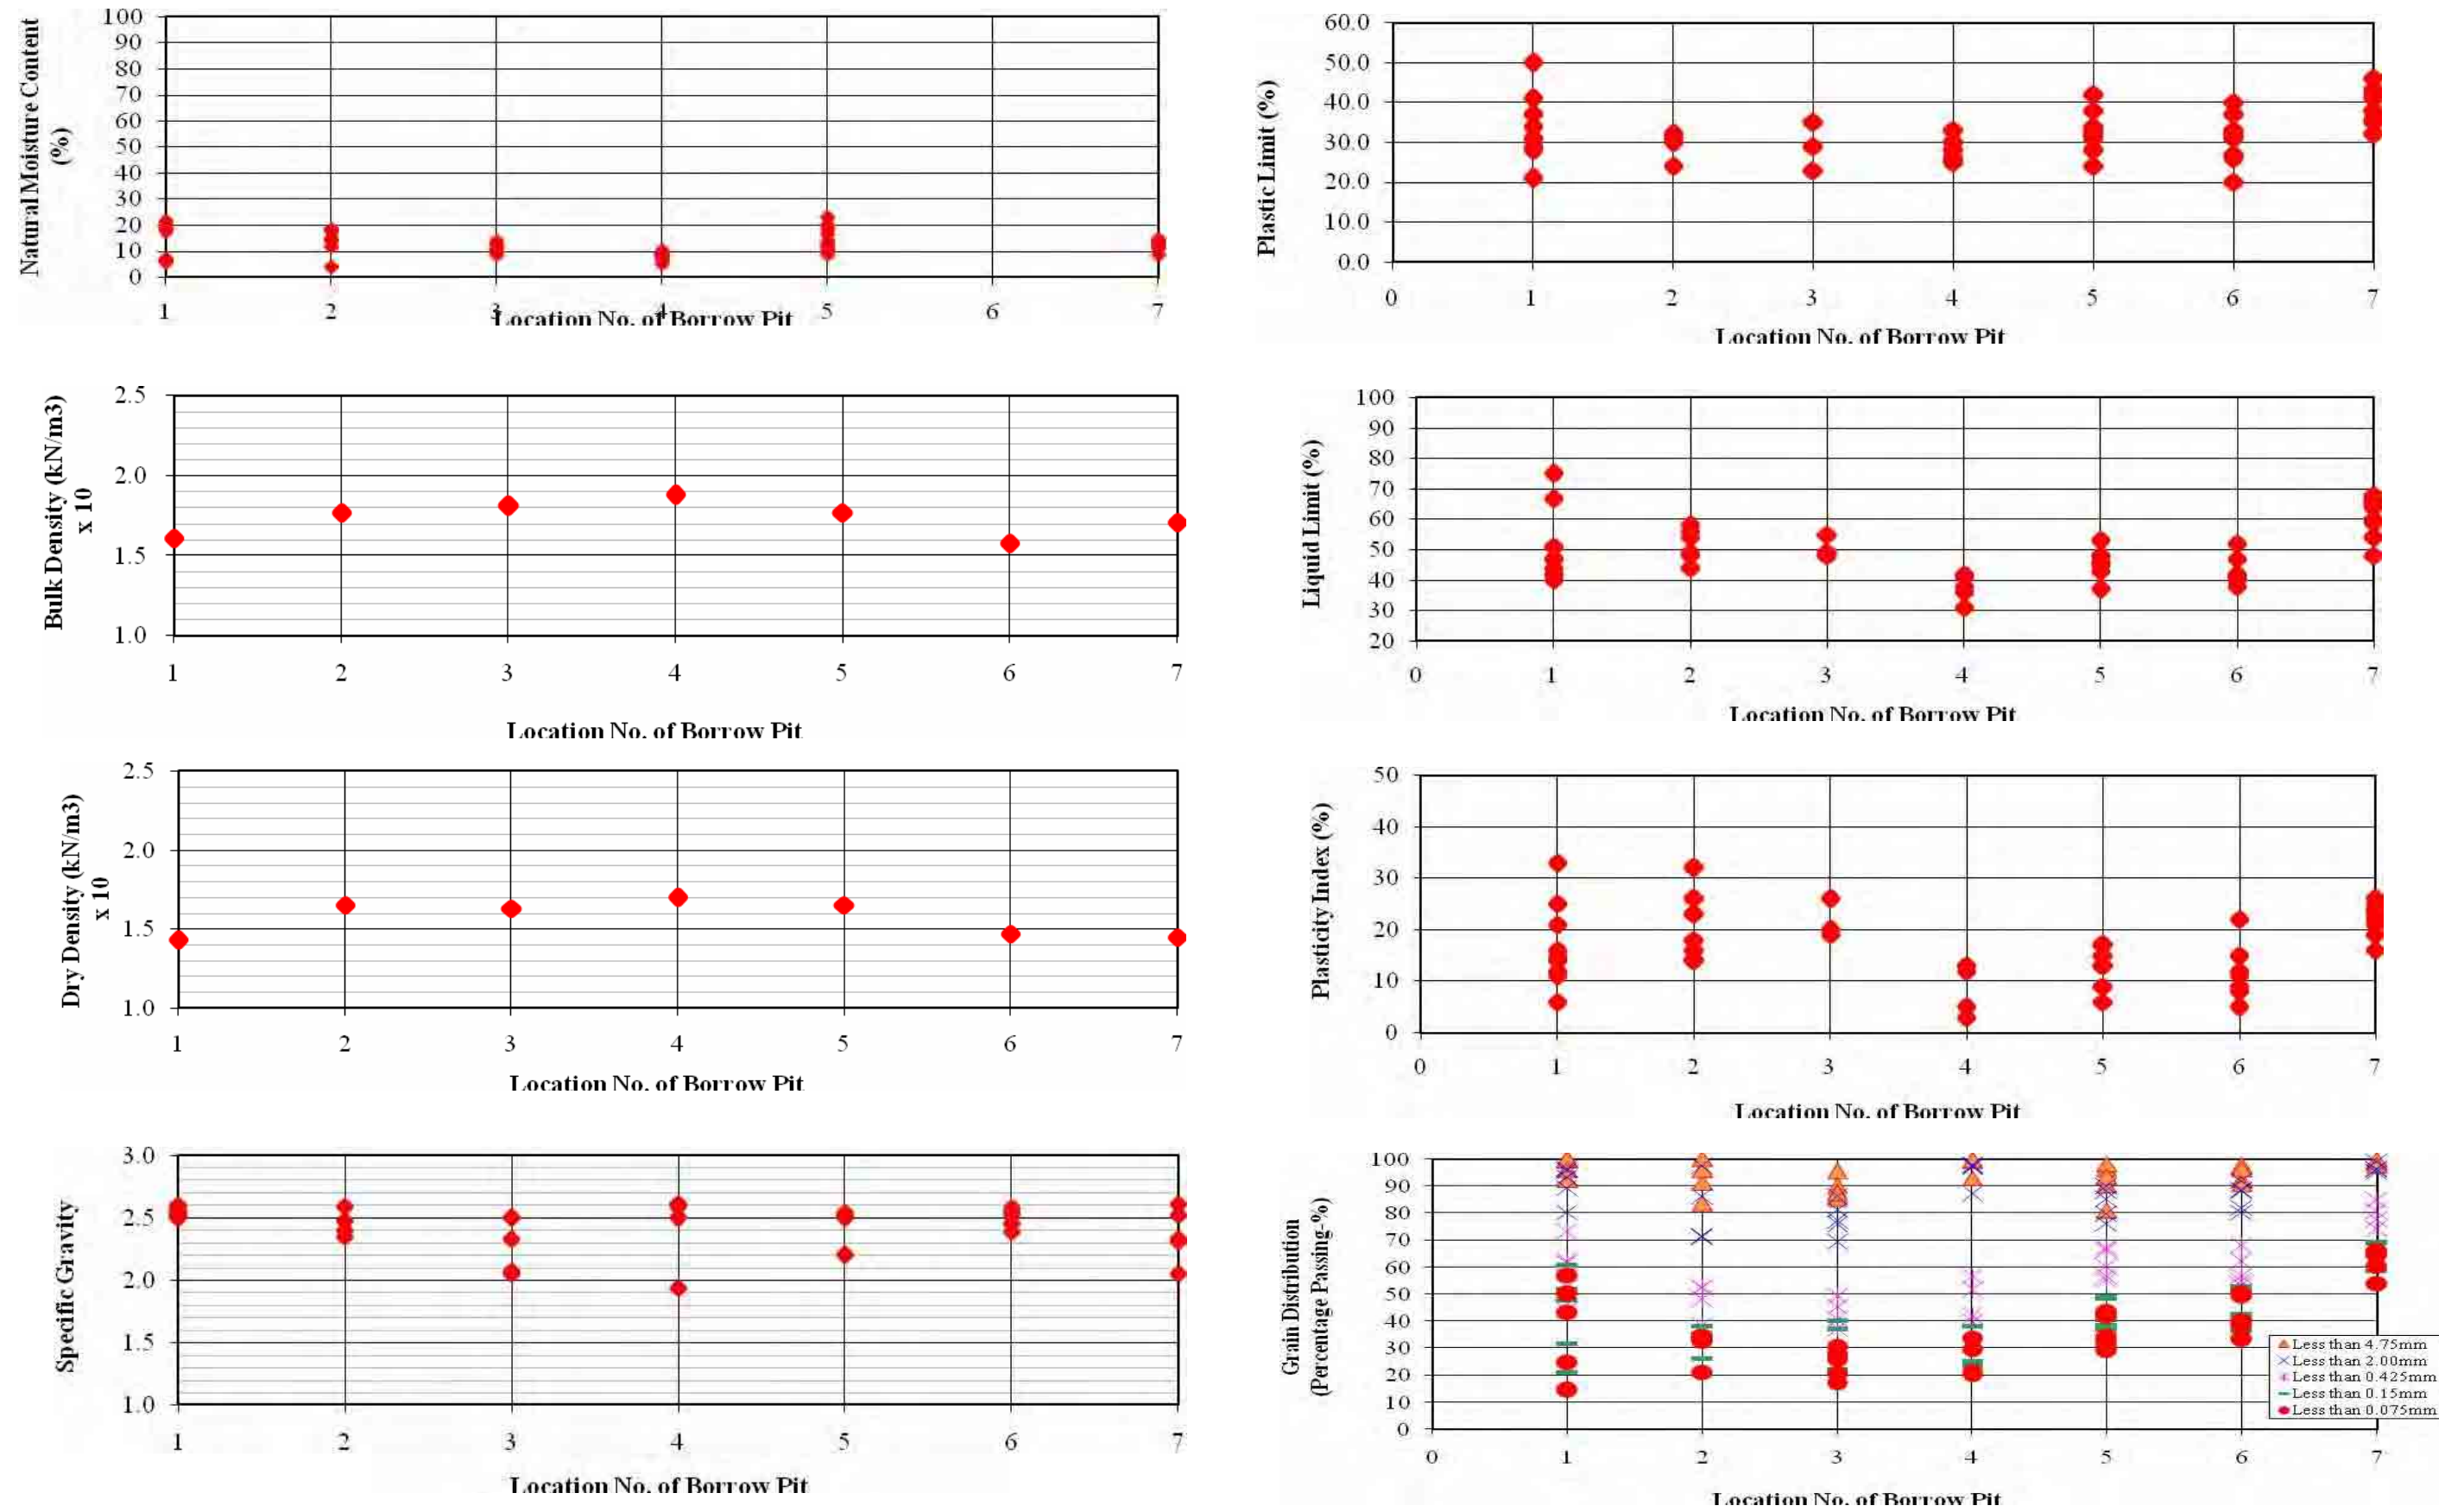 Natural Moisture Content
(%)
100
90
80
70
60
50
40
30
20
10
0
1 2 3 4 5 6 7
Location No. of Borrow Pit
Plastic Limit (%)
60.0
50.0
40.0
30.0
20.0
10.0
0.0
0 1 2 3 4 5 6 7
Location No. of Borrow Pit
Bulk Density (kN/m3)
x 10
2.5
2.0
1.5
1.0
1 2 3 4 5 6 7
Location No. of Borrow Pit
Liquid Limit (%)
100
90
80
70
60
50
40
30
20
0 1 2 3 4 5 6 7
Location No. of Borrow Pit
Dry Density (kN/m3)
x 10
2.5
2.0
1.5
1.0
1 2 3 4 5 6 7
Location No. of Borrow Pit
Plasticity Index (%)
50
40
30
20
10
0
0 1 2 3 4 5 6 7
Location No. of Borrow Pit
Specific Gravity
3.0
2.5
2.0
1.5
1.0
1 2 3 4 5 6 7
Location No. of Borrow Pit
Grain Distribution
(Percentage Passing-%)
100
90
80
70
60
50
40
30
20
10
0
0 1 2 3 4 5 6 7
Less than 4.75mm
Less than 2.00mm
Less than 0.425mm
Less than 0.15mm
Less than 0.075mm
Location No. of Borrow Pit